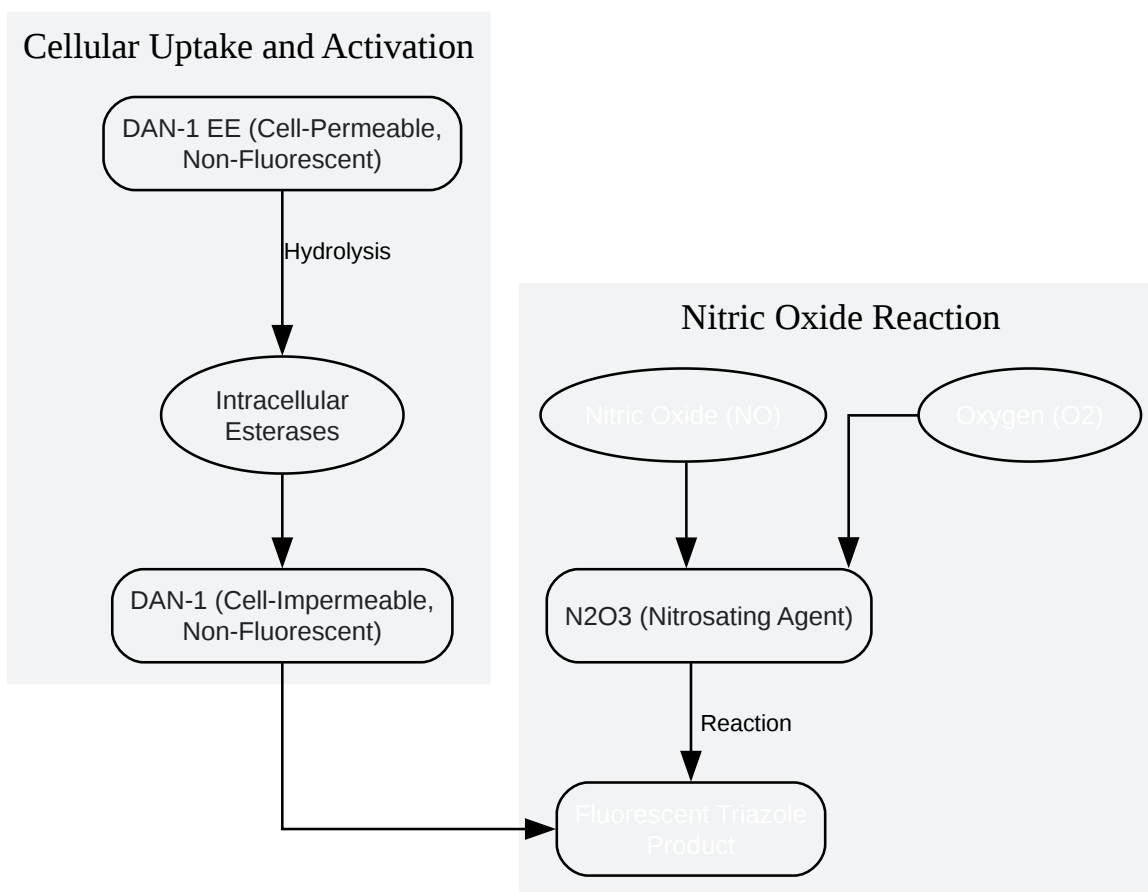 Cellular Uptake and Activation
DAN-1 EE (Cell-Permeable,
Non-Fluorescent)
Hydrolysis
Intracellular
Esterases
DAN-1 (Cell-Impermeable,
Non-Fluorescent)
Nitric Oxide Reaction
Nitric Oxide (NO)
Oxygen (O2)
N2O3 (Nitrosating Agent)
Reaction
Fluorescent Triazole
Product